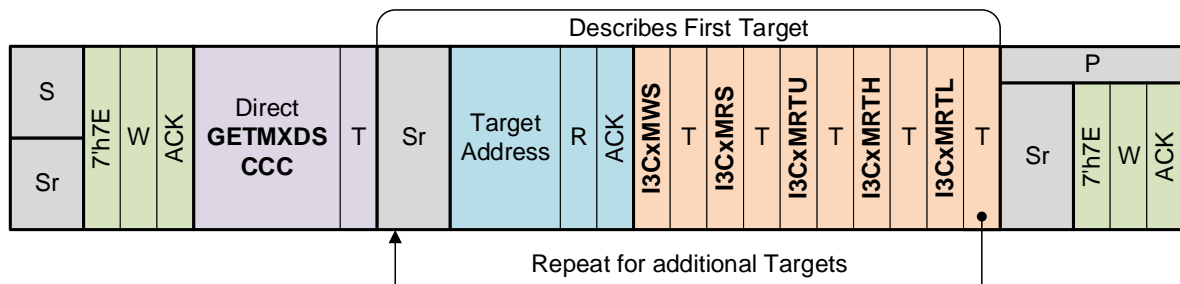 Describes First Target
S
Sr
7'h7E
W
ACK
Direct
GETMXDS
CCC
T
Sr
Target
Address
R
ACK
I3CxMWS
T
I3CxMRS
T
I3CxMRTU
T
I3CxMRTH
T
I3CxMRTL
T
P
Sr
7'h7E
W
ACK
Repeat for additional Targets